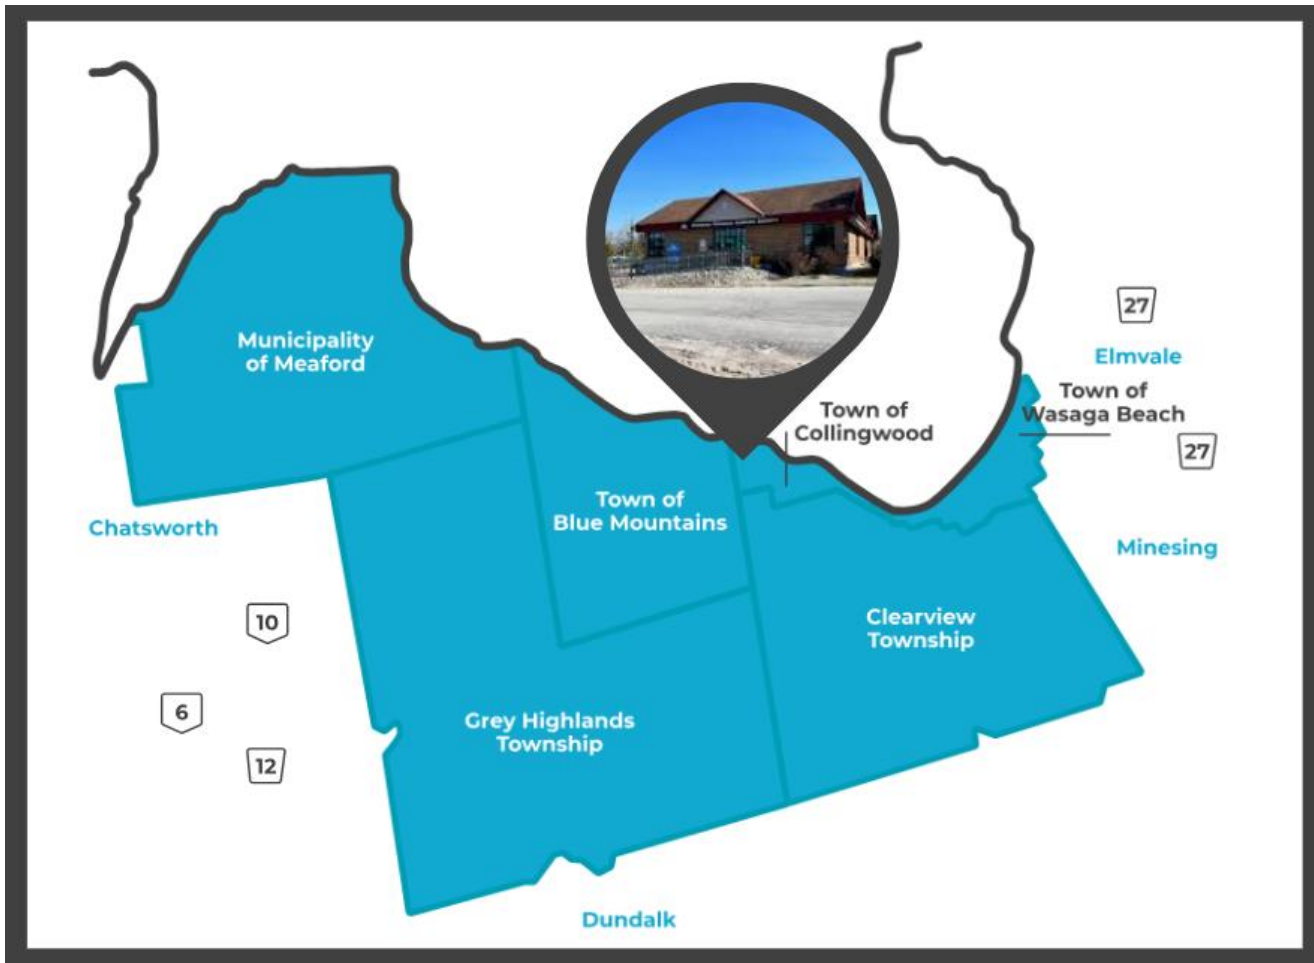 Municipality
of Meaford
27
Elmvale
Town of
Wasaga Beach
Town of
Collingwood
27
Town of
Blue Mountains
Chatsworth
Minesing
10
Clearview
Township
6
Grey Highlands
Township
12
Dundalk